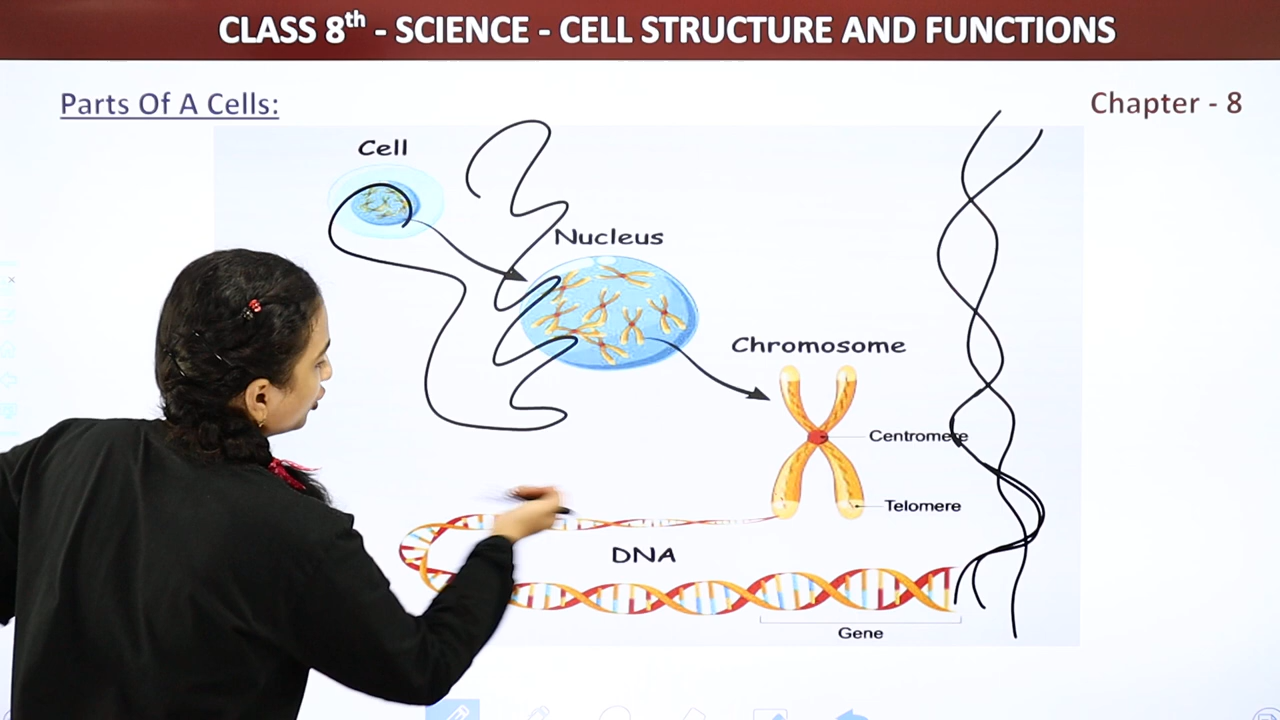 CLASS 8th - SCIENCE - CELL STRUCTURE AND FUNCTIONS
Parts Of A Cells:
Chapter - 8
Cell
Nucleus
Chromosome
Centromere
Telomere
DNA
Gene